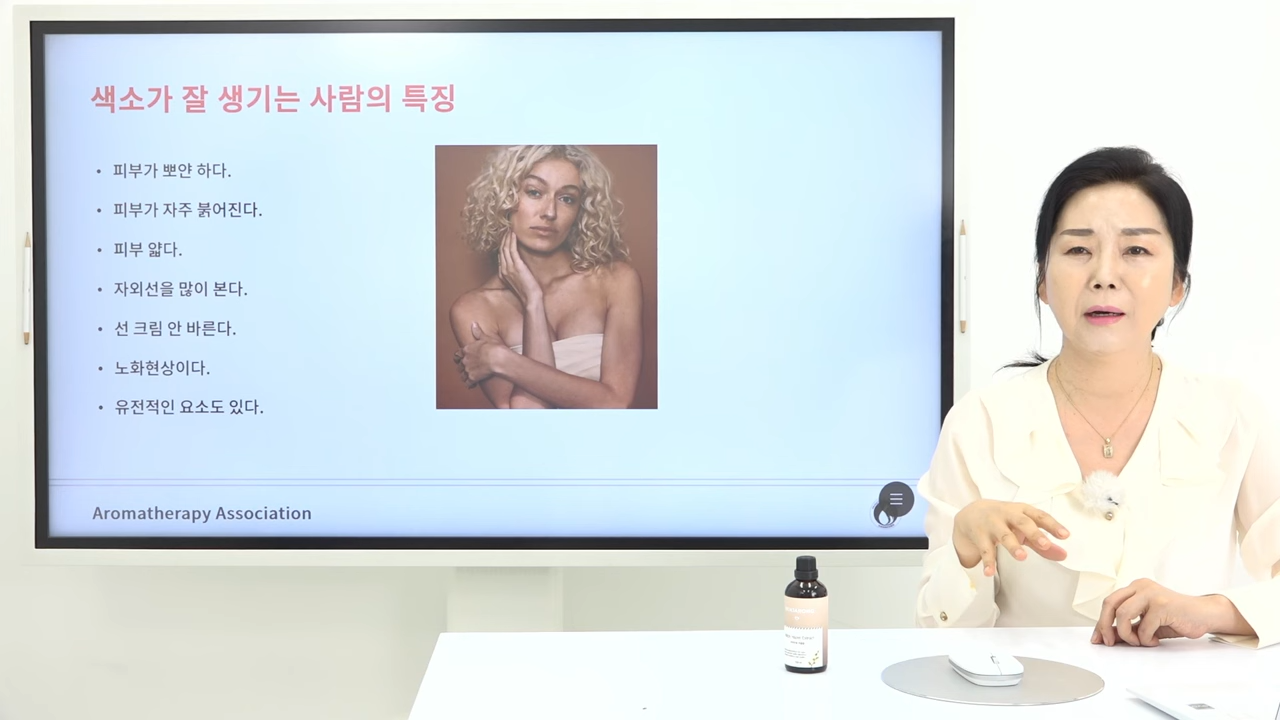 색소가 잘 생기는 사람의 특징
• 피부가 뽀얀 하다.
• 피부가 자주 붉어진다.
• 피부 얇다.
• 자외선을 많이 본다.
• 선 크림 안 바른다.
• 노화현상이다.
• 유전적인 요소도 있다.
Aromatherapy Association